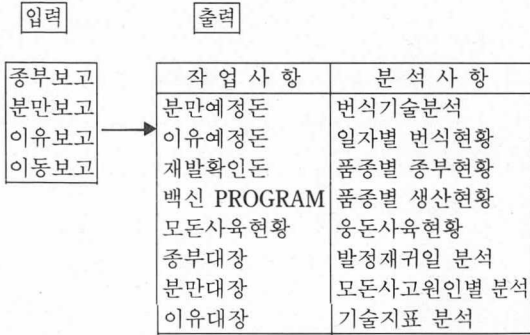 입력 출력
종부보고
분만보고
이유보고
이동보고
작 업 사 항 분 석 사 항
분만예정돈 번식기술분석
이유예정돈 일자별 번식현황
재발확인돈 품종별 종부현황
백신 PROGRAM 품종별 생산현황
모돈사육현황 웅돈사육현황
종부대장 발정재귀일 분석
분만대장 모돈사고원인별 분석
이유대장 기술지표 분석